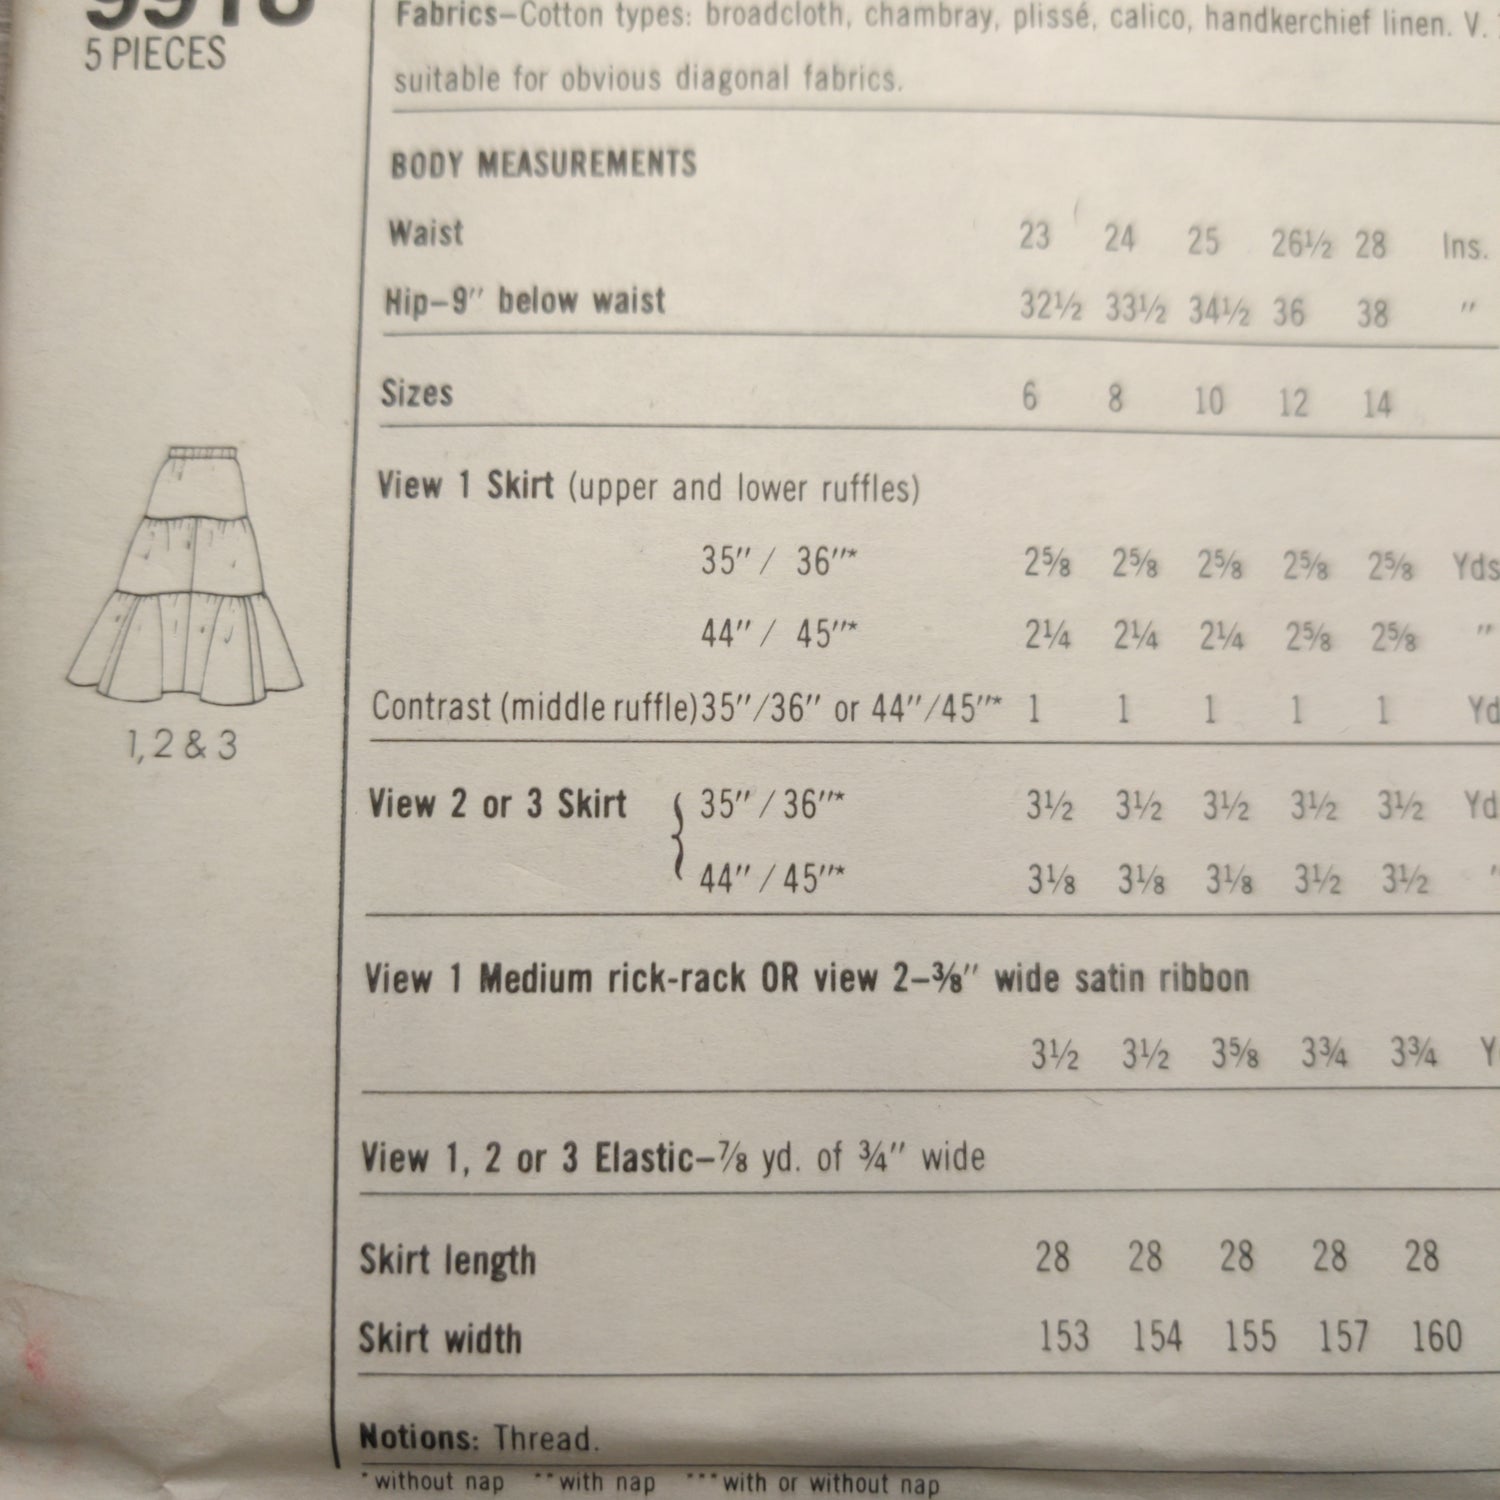 5 PIECES
Fabrics–Cotton types: broadcloth, chambray, plissé, calico, handkerchief linen. V.
suitable for obvious diagonal fabrics.
BODY MEASUREMENTS
Waist 23 24 25 26½ 28 Ins.
Hip–9″ below waist 32½ 33½ 34½ 36 38 ″
Sizes 6 8 10 12 14
View 1 Skirt (upper and lower ruffles)
35″ / 36″* 2⅝ 2⅝ 2⅝ 2⅝ 2⅝ Yds
44″ / 45″* 2¼ 2¼ 2¼ 2⅝ 2⅝ ″
Contrast (middle ruffle) 35″/36″ or 44″/45″* 1 1 1 1 1 Yd
1, 2 & 3
View 2 or 3 Skirt { 35″ / 36″* 3½ 3½ 3½ 3½ 3½ Yd
44″ / 45″* 3⅛ 3⅛ 3⅛ 3½ 3½ ″
View 1 Medium rick-rack OR view 2–⅜″ wide satin ribbon
3½ 3½ 3⅝ 3¾ 3¾ Y
View 1, 2 or 3 Elastic–⅞ yd. of ¾″ wide
Skirt length 28 28 28 28 28
Skirt width 153 154 155 157 160
Notions: Thread.
*without nap **with nap ***with or without nap